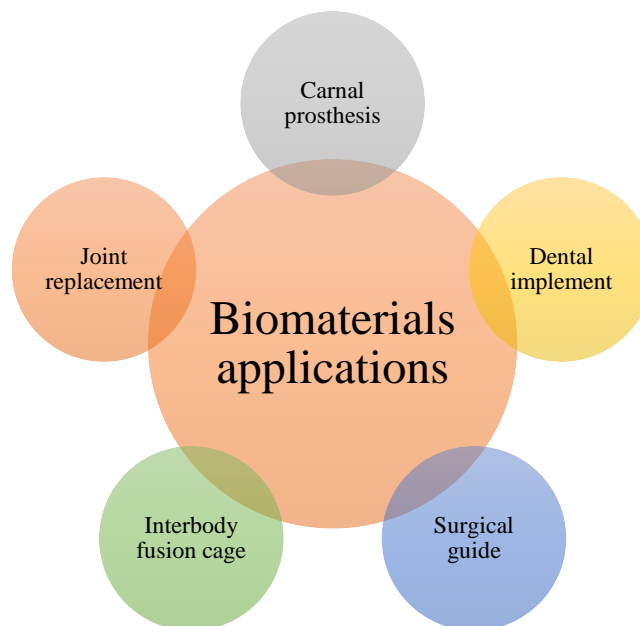 Carnal
prosthesis
Joint
replacement
Dental
implement
Biomaterials
applications
Interbody
fusion cage
Surgical
guide